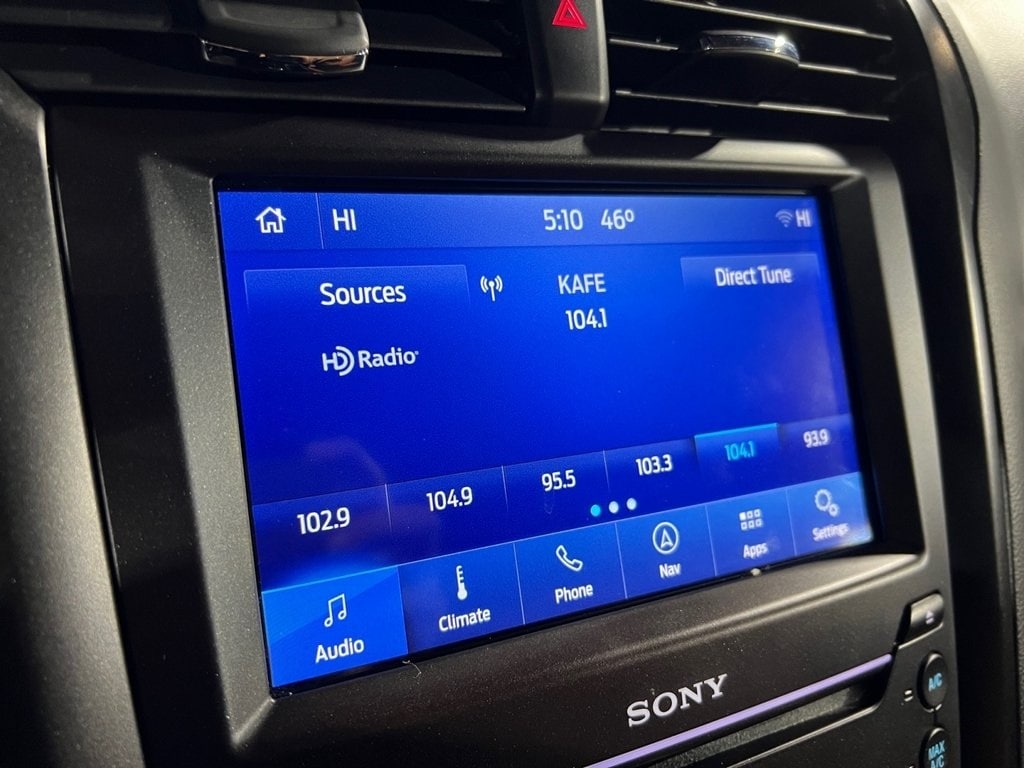 HI 5:10 46° HI
Sources
KAFE
Direct Tune
104.1
HD Radio
102.9 104.9 95.5 103.3 104.1 93.9
Audio Climate Phone Nav Apps Settings
SONY
A/C
MAX
A/C